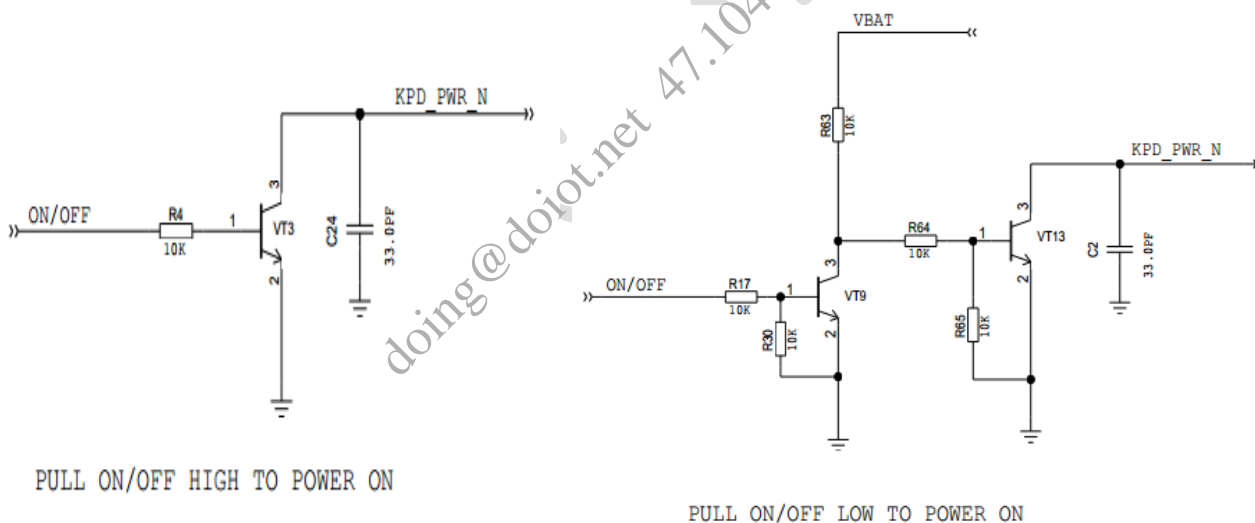 VBAT
KPD_PWR_N
ON/OFF
R4
10K
1
3
VT3
2
C24
33.0PF
R63
10K
KPD_PWR_N
R64
10K
1
3
VT13
2
C2
33.0PF
ON/OFF
R17
10K
1
3
VT9
2
R30
10K
R65
10K
doing@doiot.net 47.104
PULL ON/OFF HIGH TO POWER ON
PULL ON/OFF LOW TO POWER ON